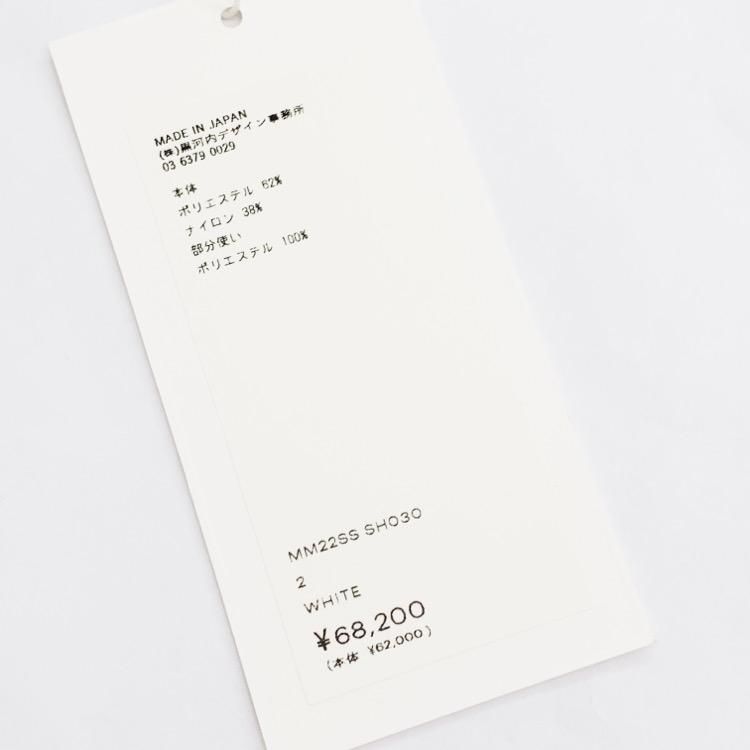 MADE IN JAPAN
(株)黒河内デザイン事務所
03 6379 0029
本体
ポリエステル 62%
ナイロン 38%
部分使い
ポリエステル 100%
MM22SS SH030
2
WHITE
¥68,200
(本体 ¥62,000)